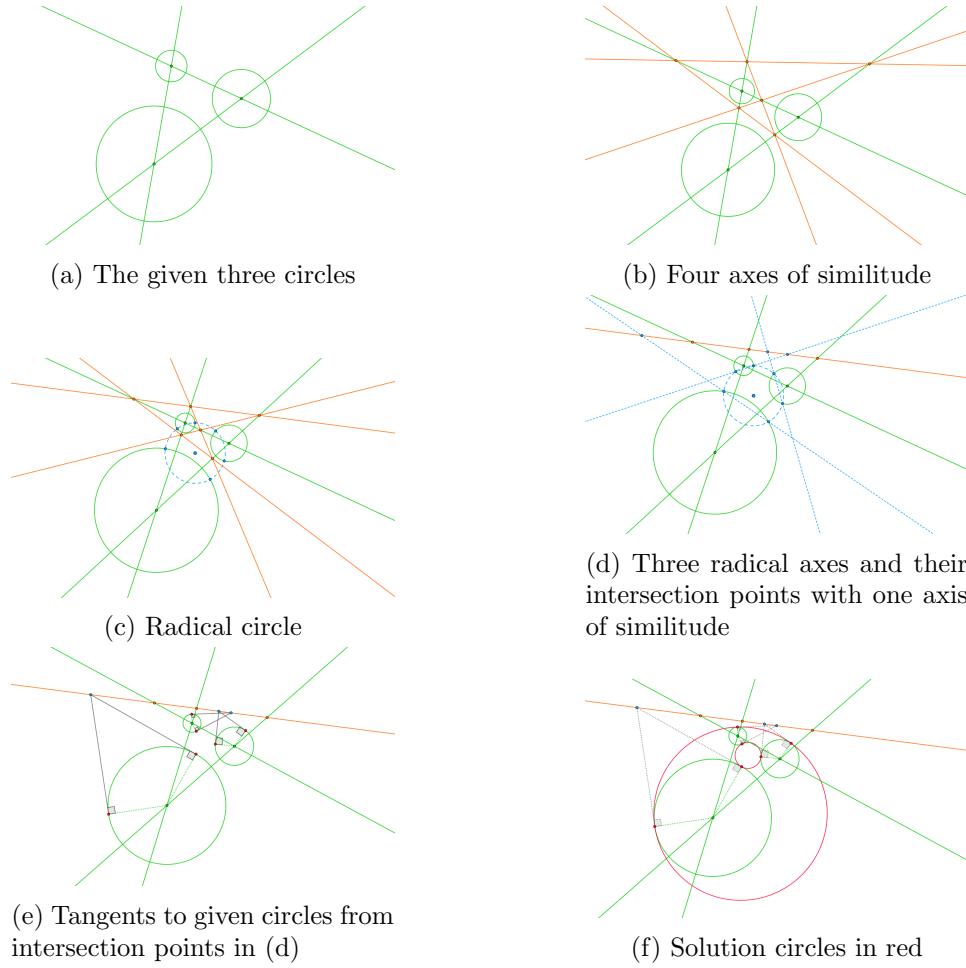 (a) The given three circles
(b) Four axes of similitude
(c) Radical circle
(d) Three radical axes and their
intersection points with one axis
of similitude
(e) Tangents to given circles from
intersection points in (d)
(f) Solution circles in red